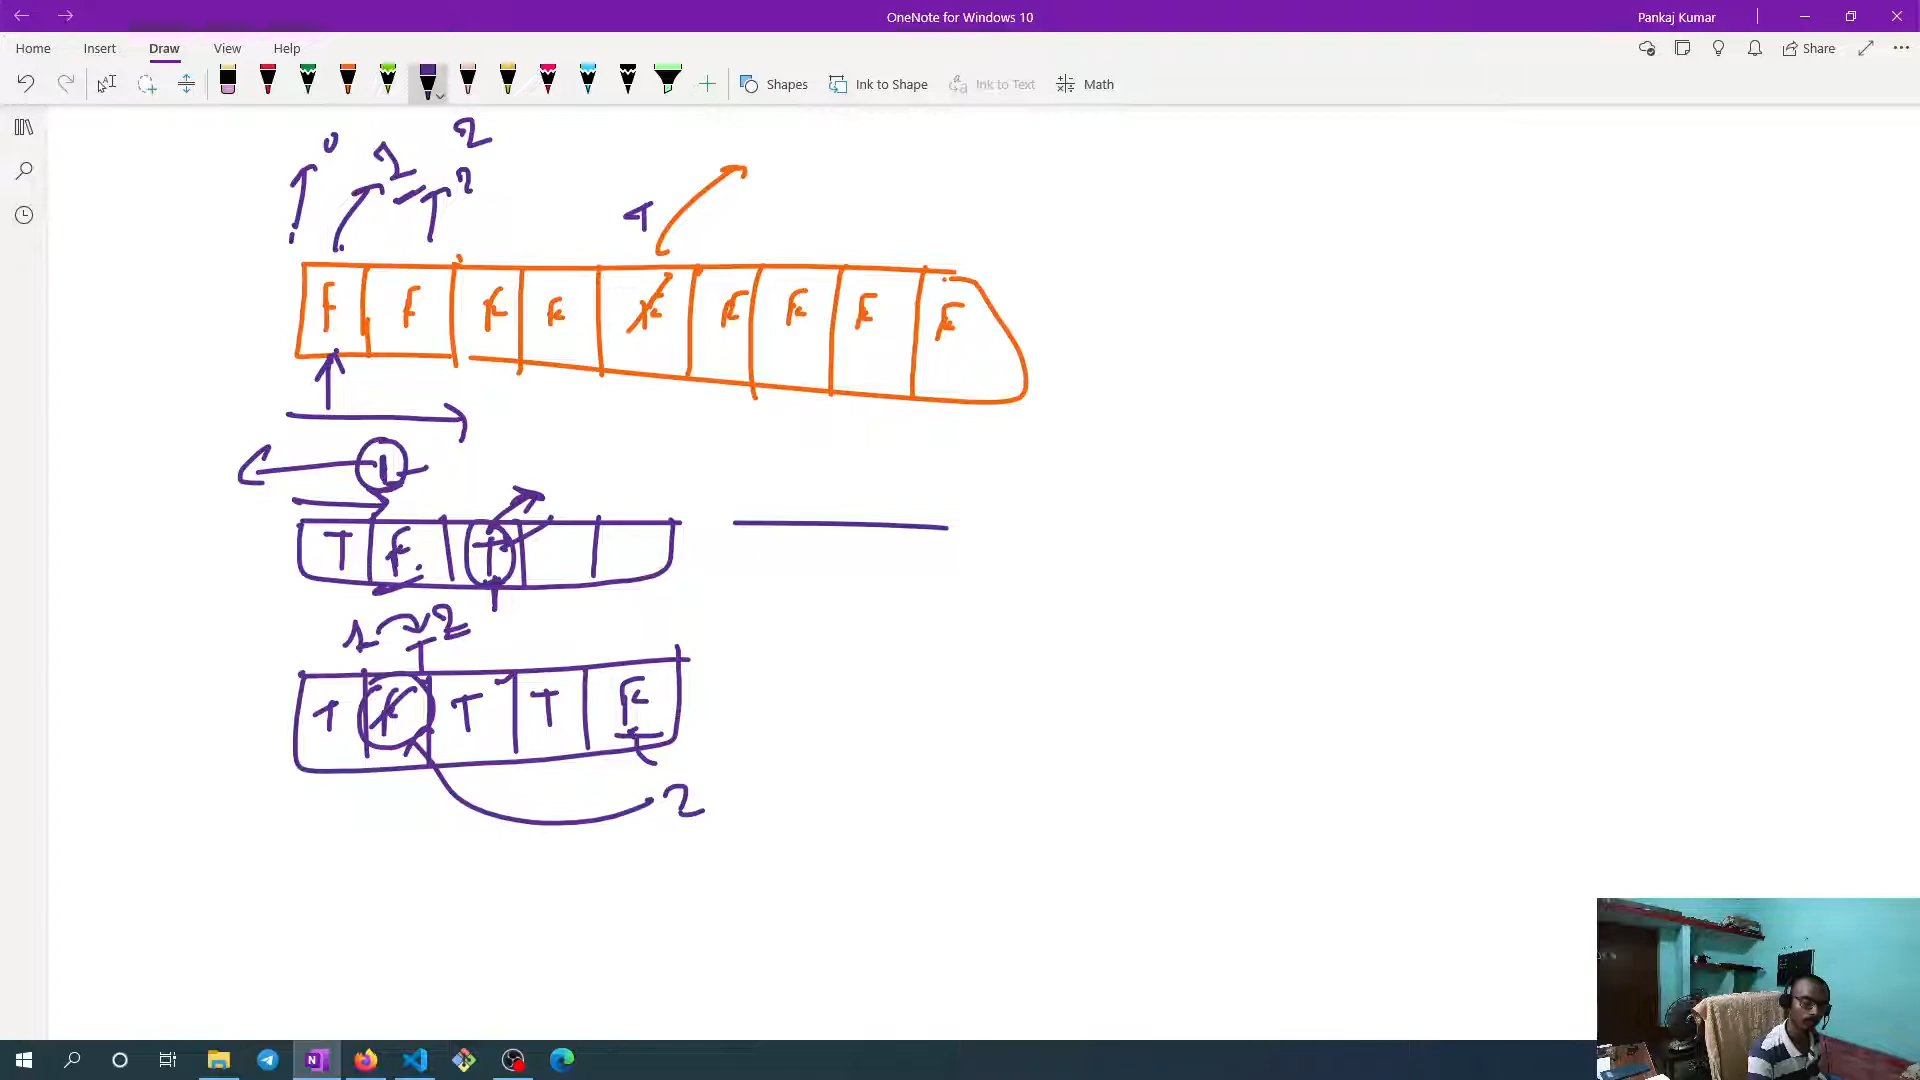 OneNote for Windows 10
Pankaj Kumar
Home Insert Draw View Help
Share
Shapes Ink to Shape Ink to Text Math
0 2
2
T
F F F F F F F F F
1
T F T
1 2
T F T T F
2